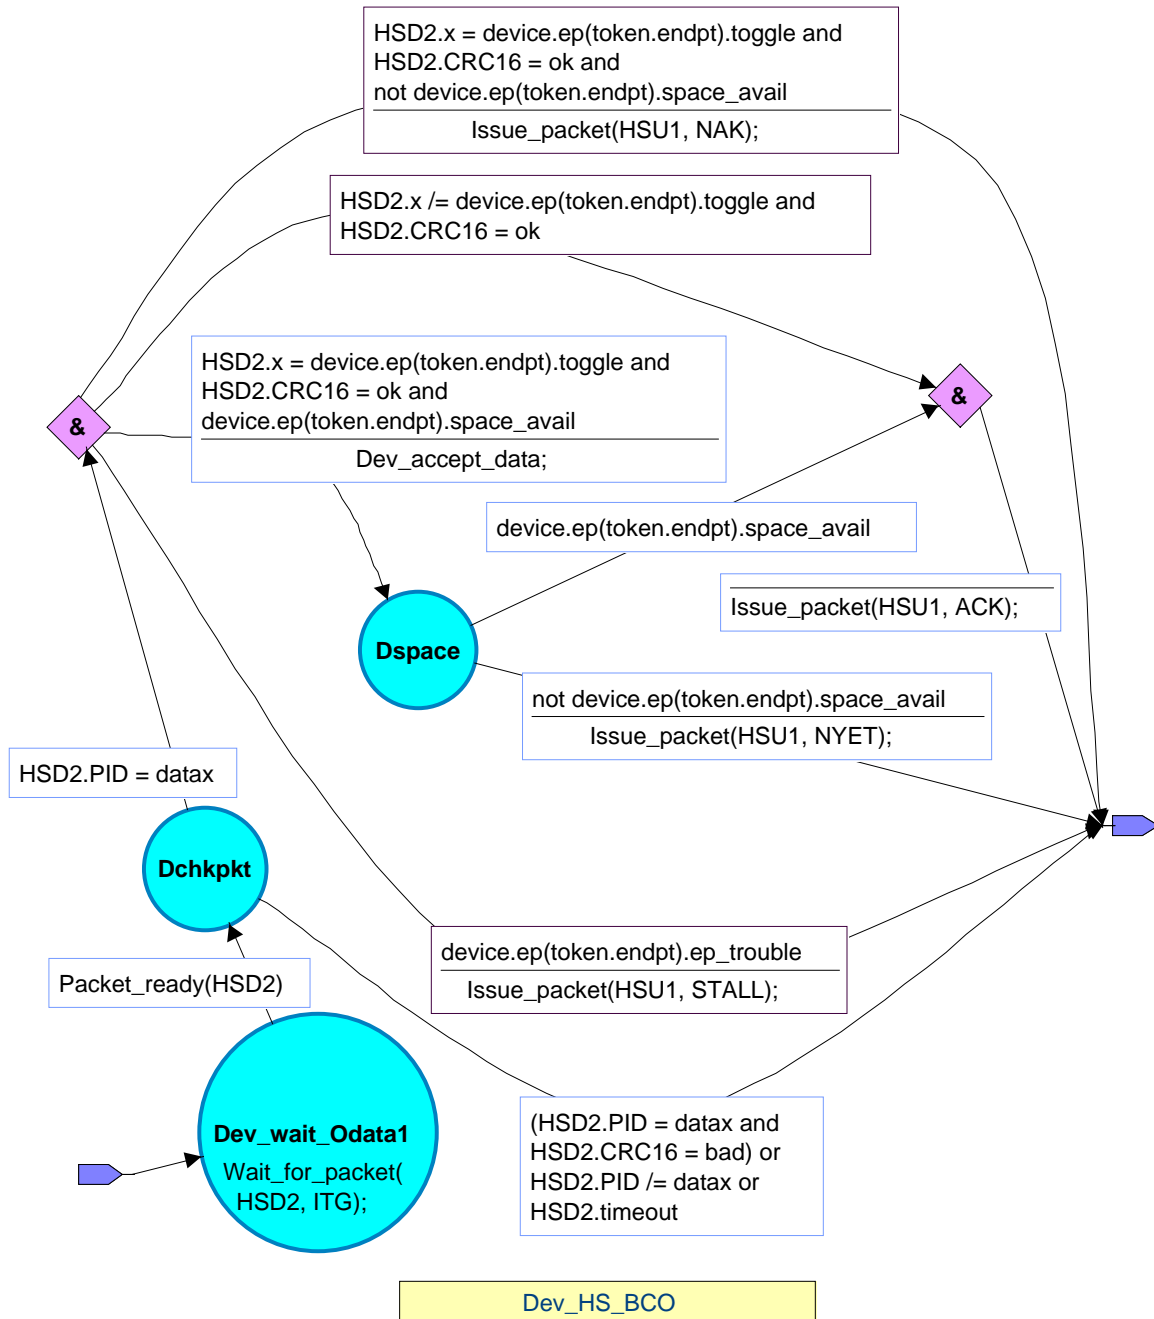 HSD2.x = device.ep(token.endpt).toggle and
HSD2.CRC16 = ok and
not device.ep(token.endpt).space_avail
Issue_packet(HSU1, NAK);
HSD2.x /= device.ep(token.endpt).toggle and
HSD2.CRC16 = ok
HSD2.x = device.ep(token.endpt).toggle and
HSD2.CRC16 = ok and
device.ep(token.endpt).space_avail
Dev_accept_data;
&
&
device.ep(token.endpt).space_avail
Issue_packet(HSU1, ACK);
Dspace
not device.ep(token.endpt).space_avail
Issue_packet(HSU1, NYET);
HSD2.PID = datax
Dchkpkt
device.ep(token.endpt).ep_trouble
Issue_packet(HSU1, STALL);
Packet_ready(HSD2)
Dev_wait_Odata1
Wait_for_packet(
HSD2, ITG);
(HSD2.PID = datax and
HSD2.CRC16 = bad) or
HSD2.PID /= datax or
HSD2.timeout
Dev_HS_BCO